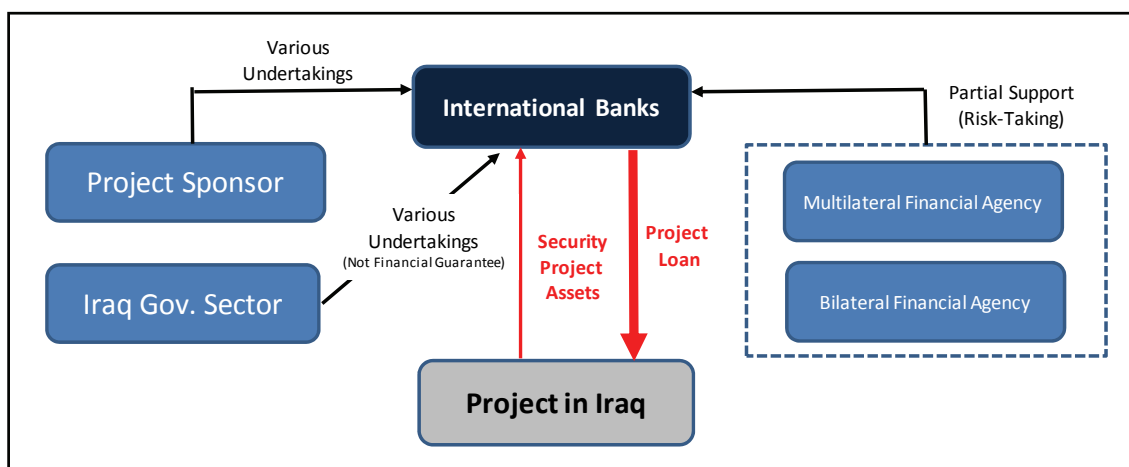 Various
Undertakings
International Banks
Partial Support
(Risk-Taking)
Project Sponsor
Multilateral Financial Agency
Various
Undertakings
(Not Financial Guarantee)
Security
Project
Assets
Project
Loan
Iraq Gov. Sector
Bilateral Financial Agency
Project in Iraq